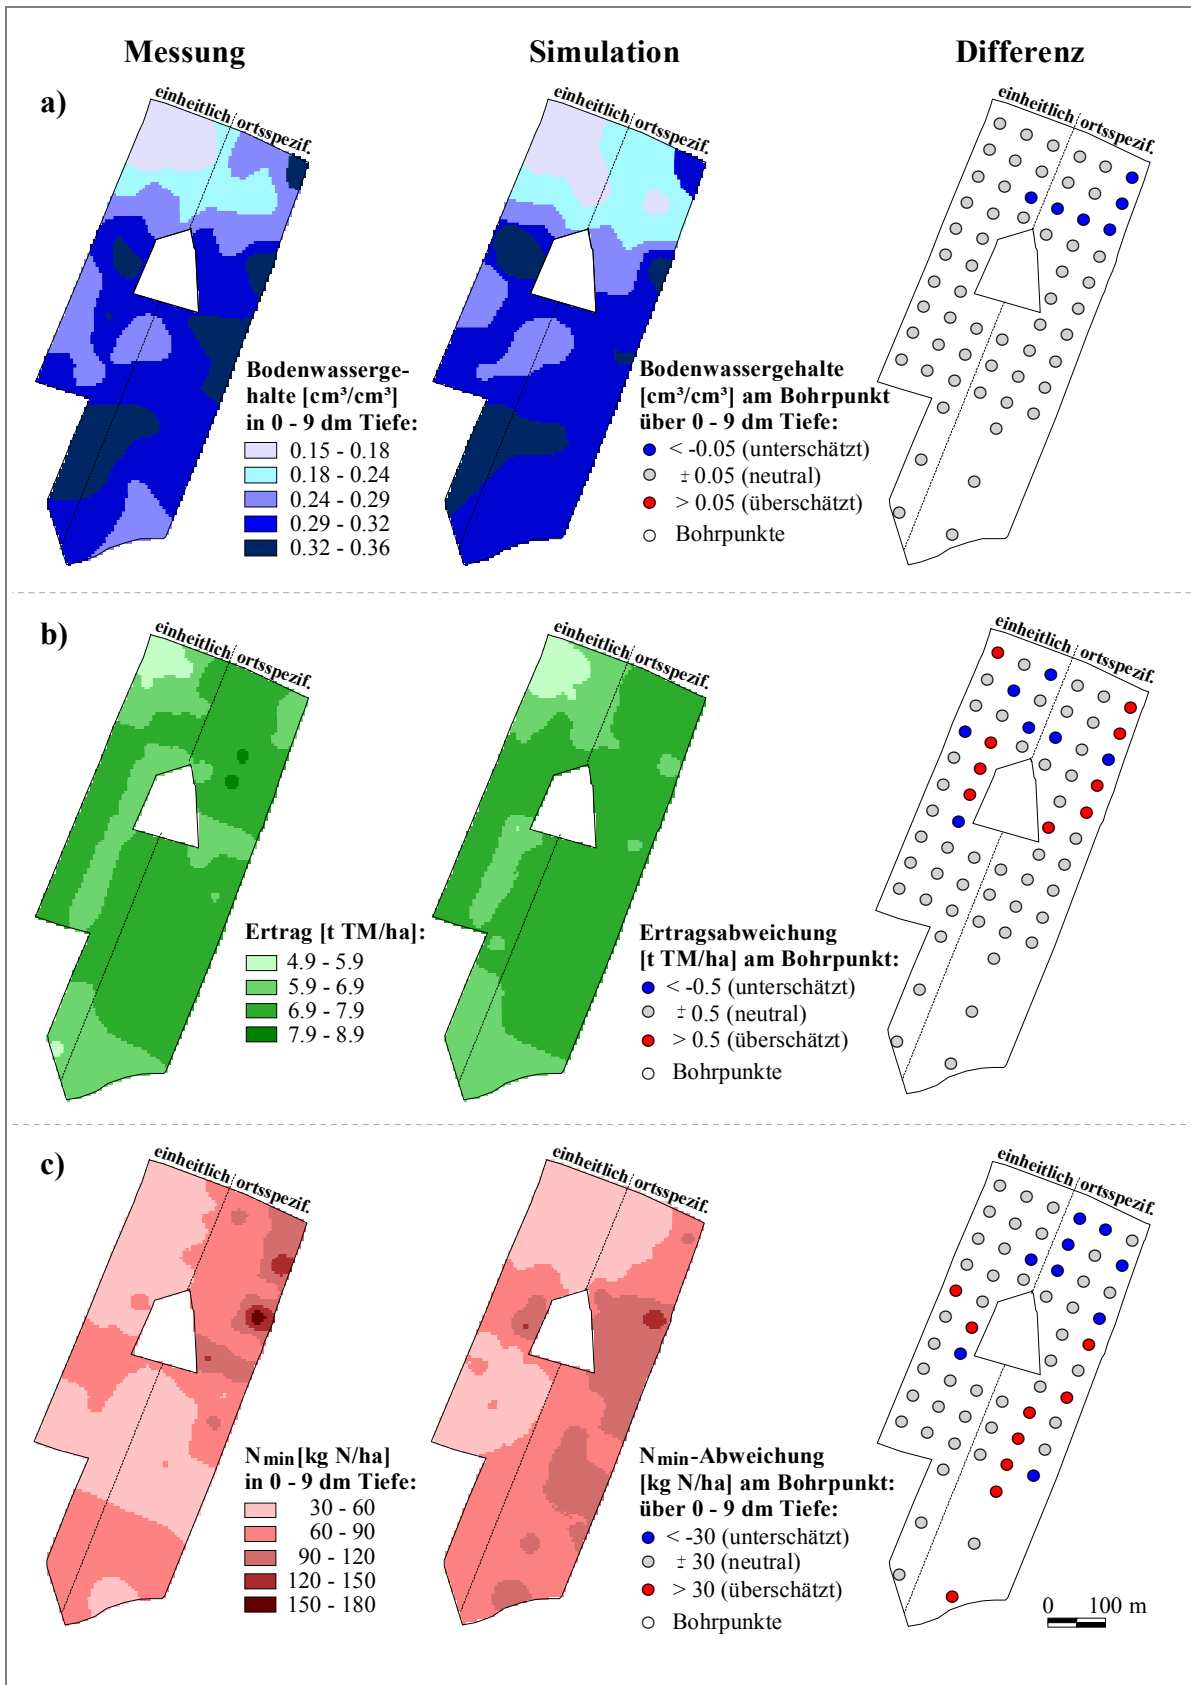 Messung Simulation Differenz
a)
einheitlich ortsspezif.
einheitlich ortsspezif.
einheitlich ortsspezif.
Bodenwasserge-
halte [cm³/cm³]
in 0 - 9 dm Tiefe:
0.15 - 0.18
0.18 - 0.24
0.24 - 0.29
0.29 - 0.32
0.32 - 0.36
Bodenwassergehalte
[cm³/cm³] am Bohrpunkt
über 0 - 9 dm Tiefe:
< -0.05 (unterschätzt)
± 0.05 (neutral)
> 0.05 (überschätzt)
Bohrpunkte
b)
einheitlich ortsspezif.
einheitlich ortsspezif.
einheitlich ortsspezif.
Ertrag [t TM/ha]:
4.9 - 5.9
5.9 - 6.9
6.9 - 7.9
7.9 - 8.9
Ertragsabweichung
[t TM/ha] am Bohrpunkt:
< -0.5 (unterschätzt)
± 0.5 (neutral)
> 0.5 (überschätzt)
Bohrpunkte
c)
einheitlich ortsspezif.
einheitlich ortsspezif.
einheitlich ortsspezif.
Nmin[kg N/ha]
in 0 - 9 dm Tiefe:
30 - 60
60 - 90
90 - 120
120 - 150
150 - 180
Nmin-Abweichung
[kg N/ha] am Bohrpunkt:
über 0 - 9 dm Tiefe:
< -30 (unterschätzt)
± 30 (neutral)
> 30 (überschätzt)
Bohrpunkte
0 100 m